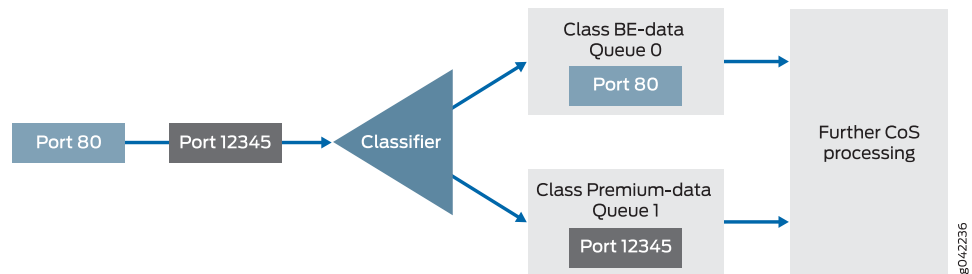 Port 80
Port 12345
Classifier
Class BE-data
Queue 0
Port 80
Class Premium-data
Queue 1
Port 12345
Further CoS
processing
g042236